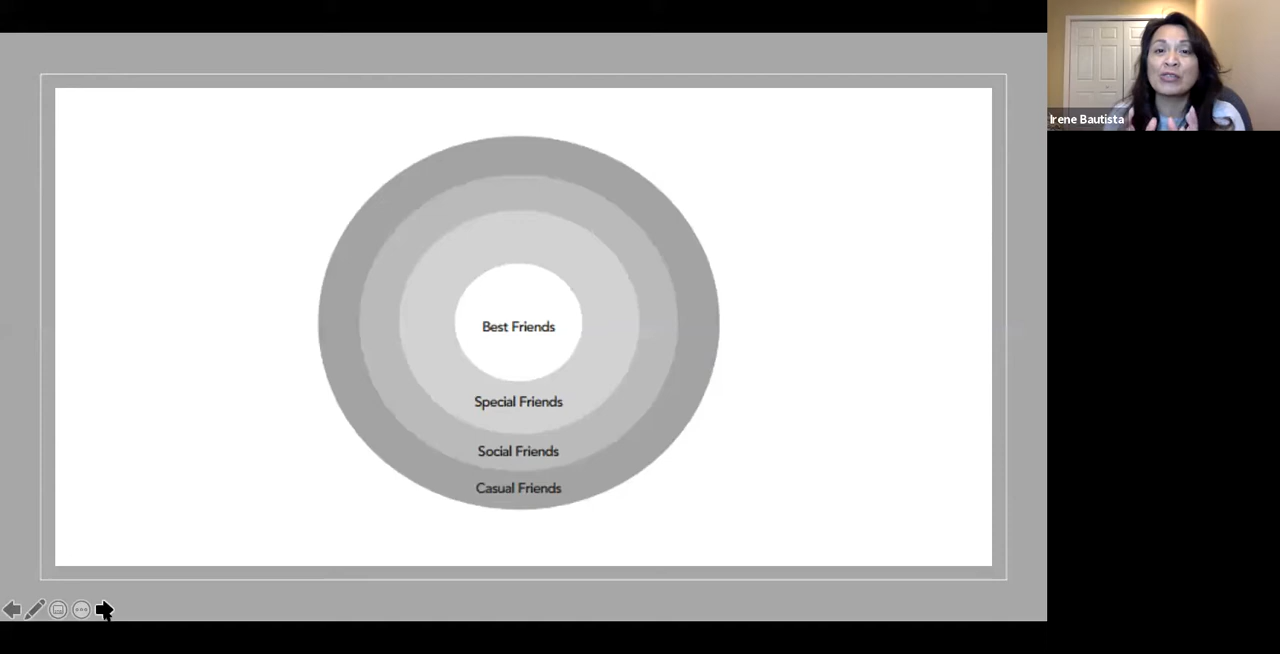 Irene Bautista
Best Friends
Special Friends
Social Friends
Casual Friends